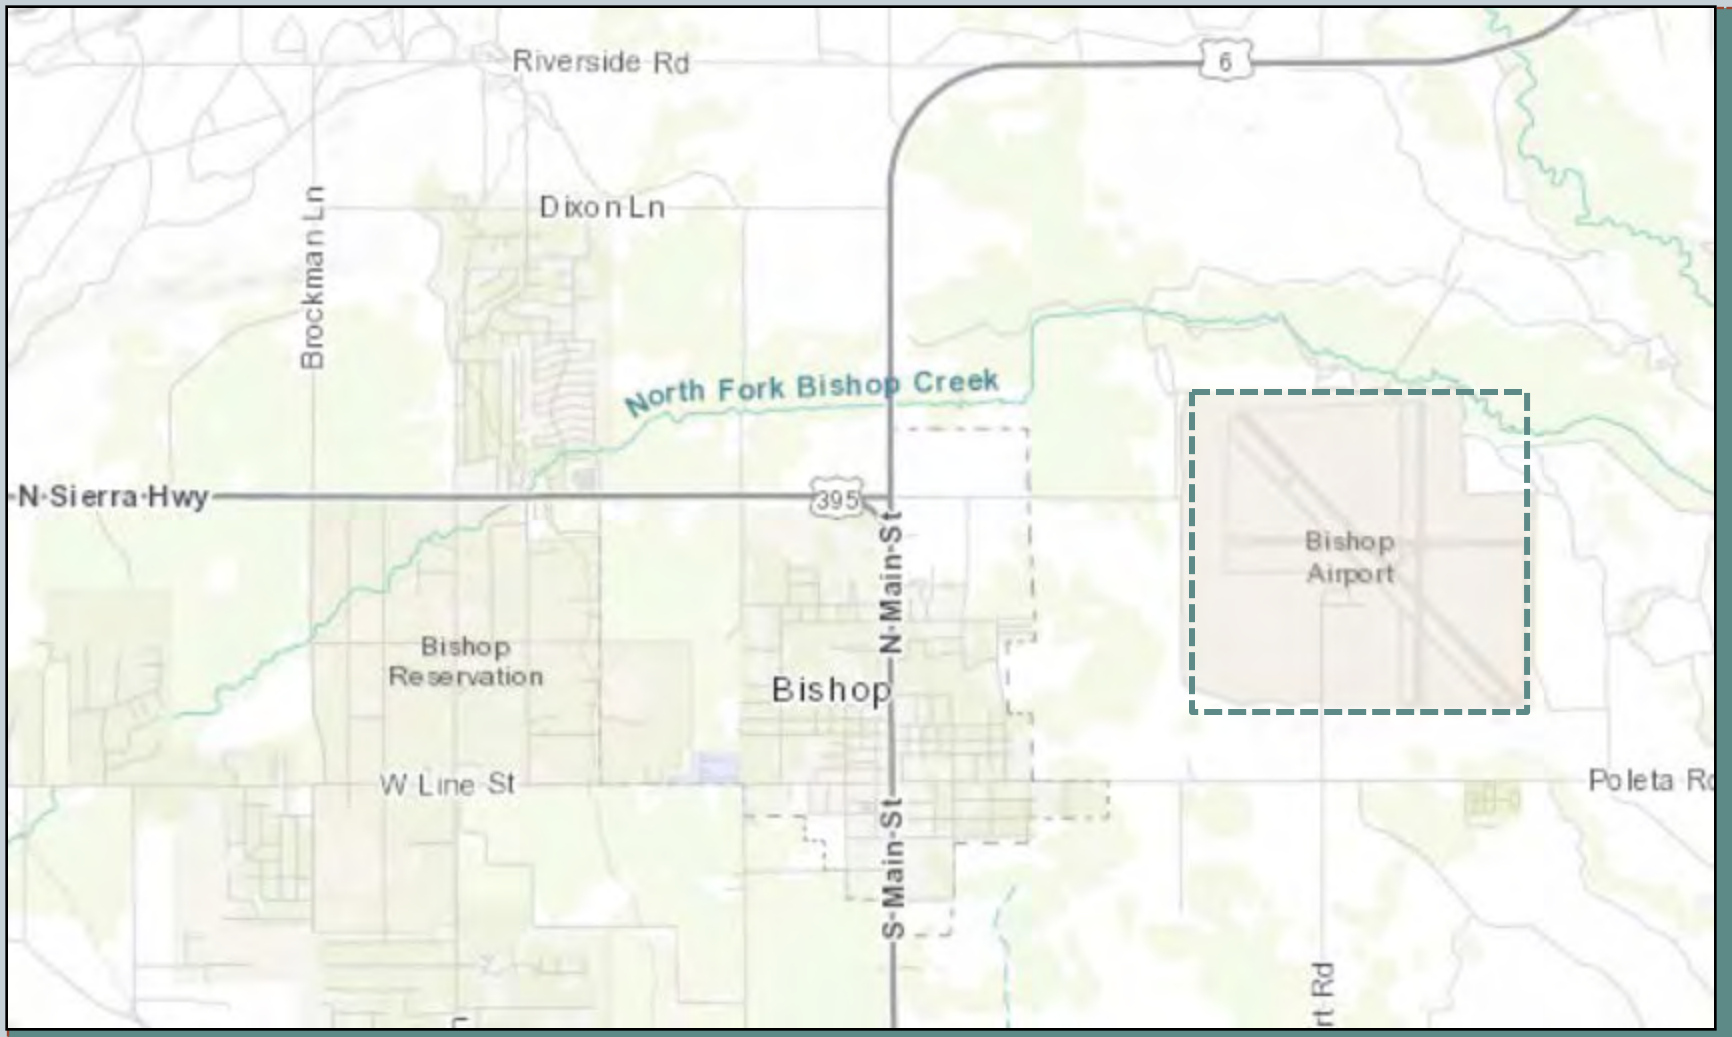 Riverside Rd
6
Dixon Ln
Brockman Ln
North Fork Bishop Creek
N Sierra Hwy
395
N Main St
Bishop
Airport
Bishop
Reservation
Bishop
W Line St
Poleta
S Main St
rt Rd